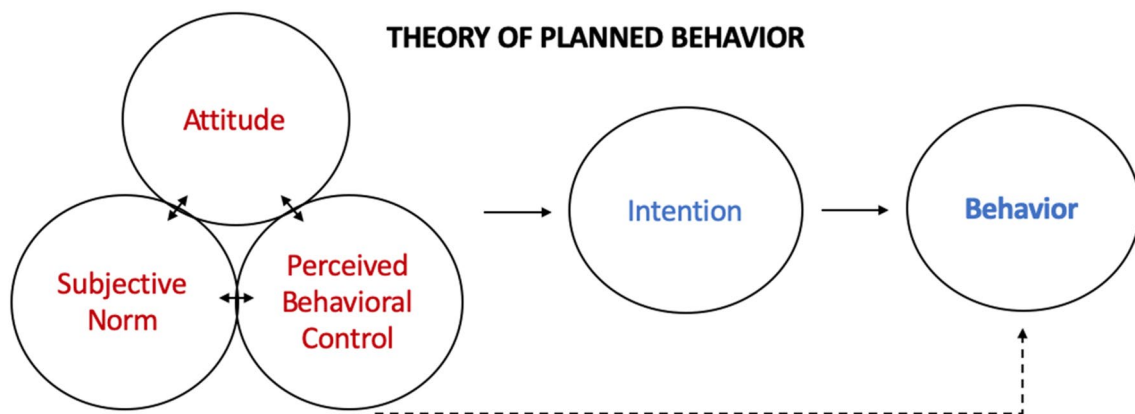 THEORY OF PLANNED BEHAVIOR
Attitude
Subjective
Norm
Perceived
Behavioral
Control
Intention
Behavior